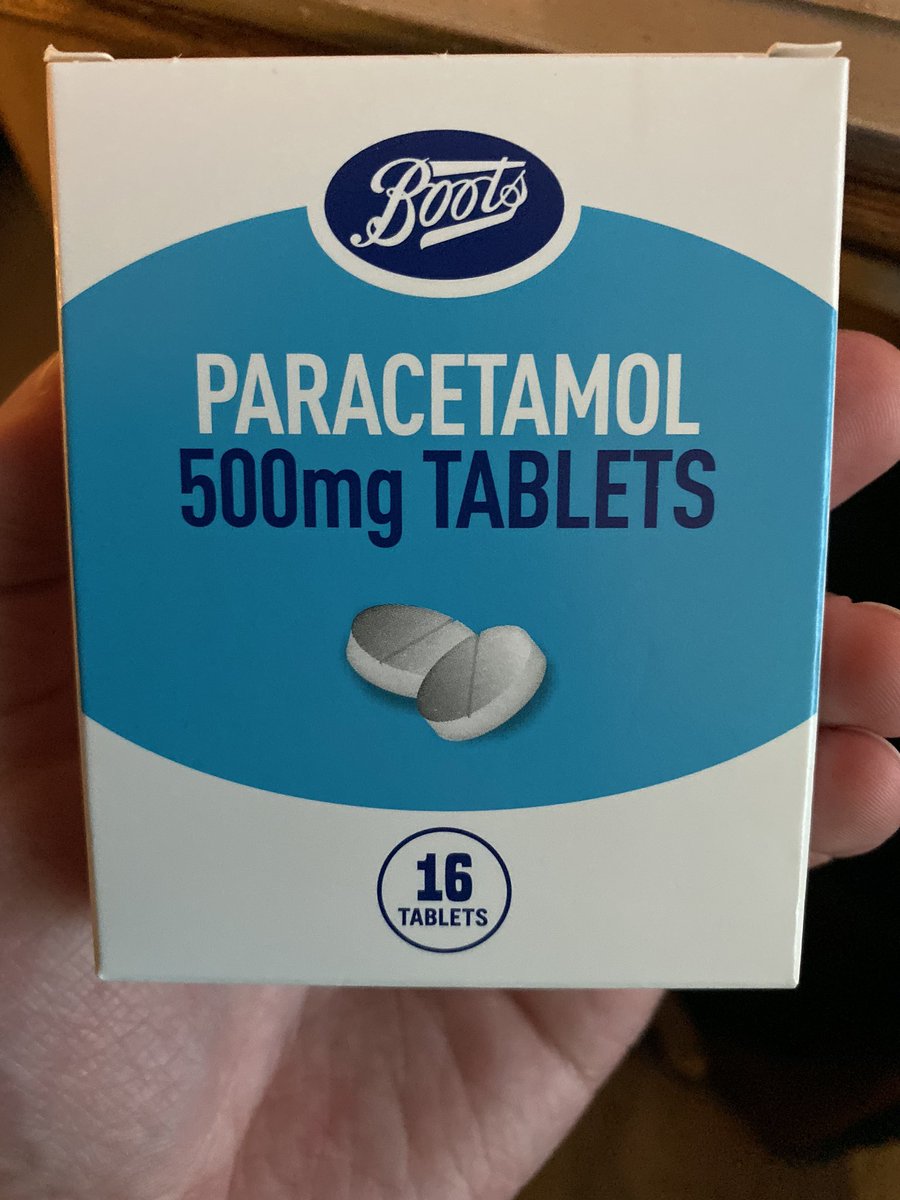 Boots
PARACETAMOL
500mg TABLETS
16
TABLETS